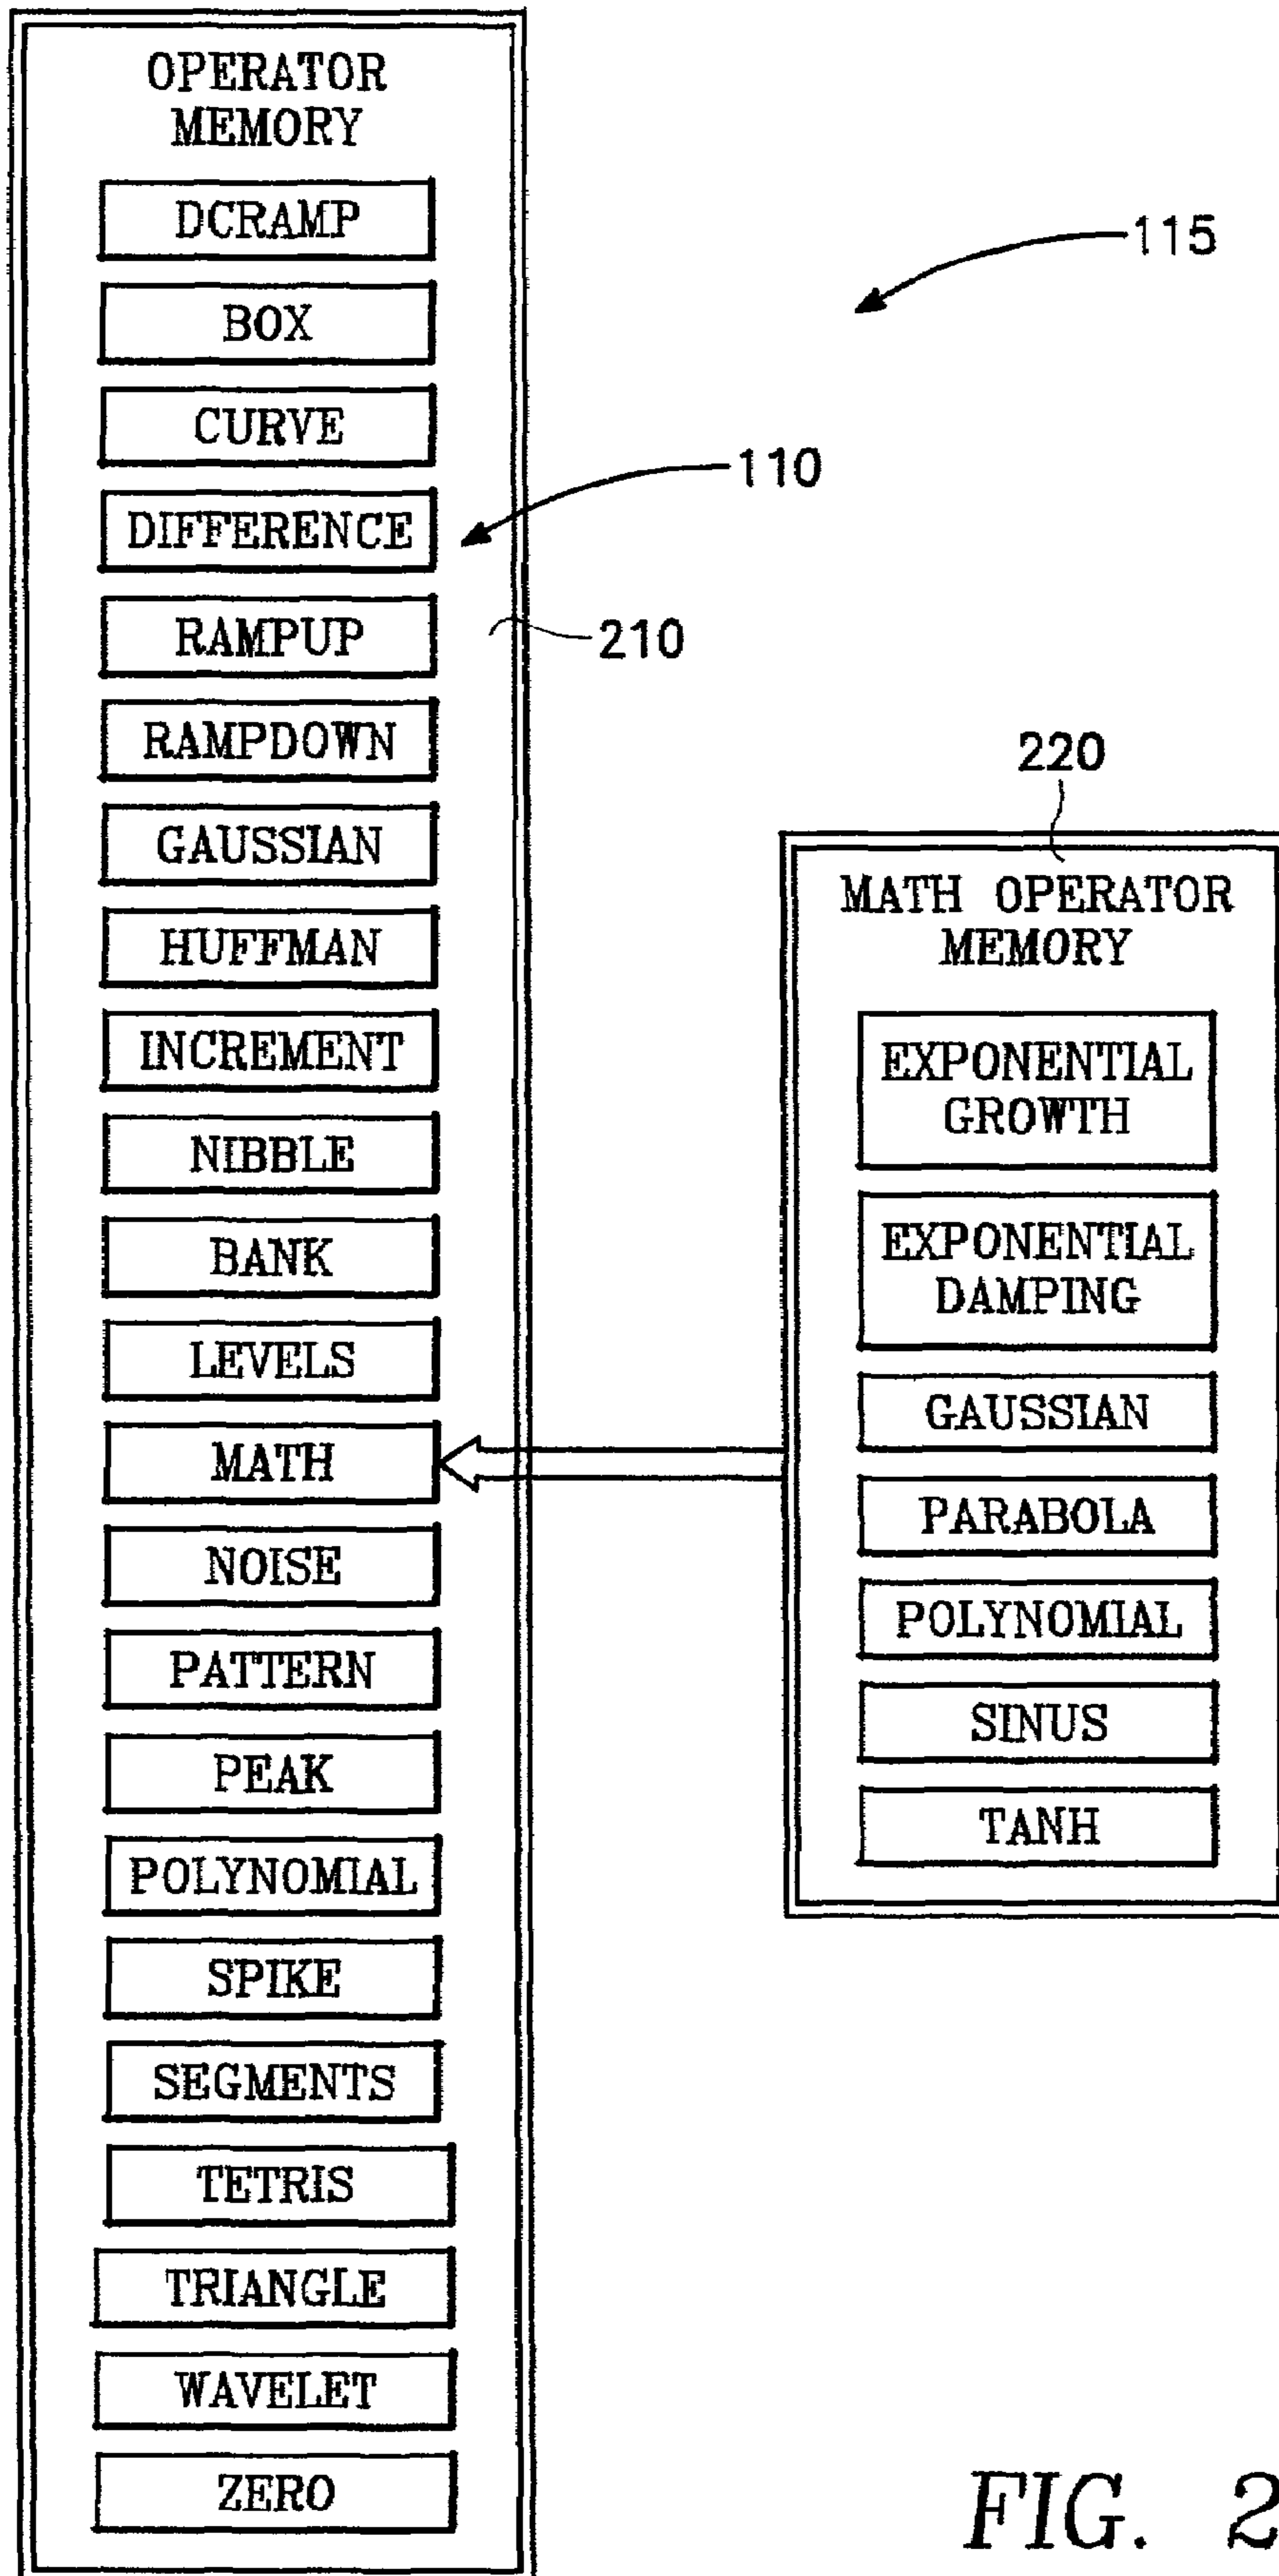 OPERATOR
MEMORY
DCRAMP
BOX
CURVE
DIFFERENCE
RAMPUP
RAMPDOWN
GAUSSIAN
HUFFMAN
INCREMENT
NIBBLE
BANK
LEVELS
MATH
NOISE
PATTERN
PEAK
POLYNOMIAL
SPIKE
SEGMENTS
TETRIS
TRIANGLE
WAVELET
ZERO
115
110
210
220
MATH OPERATOR
MEMORY
EXPONENTIAL
GROWTH
EXPONENTIAL
DAMPING
GAUSSIAN
PARABOLA
POLYNOMIAL
SINUS
TANH
FIG. 2